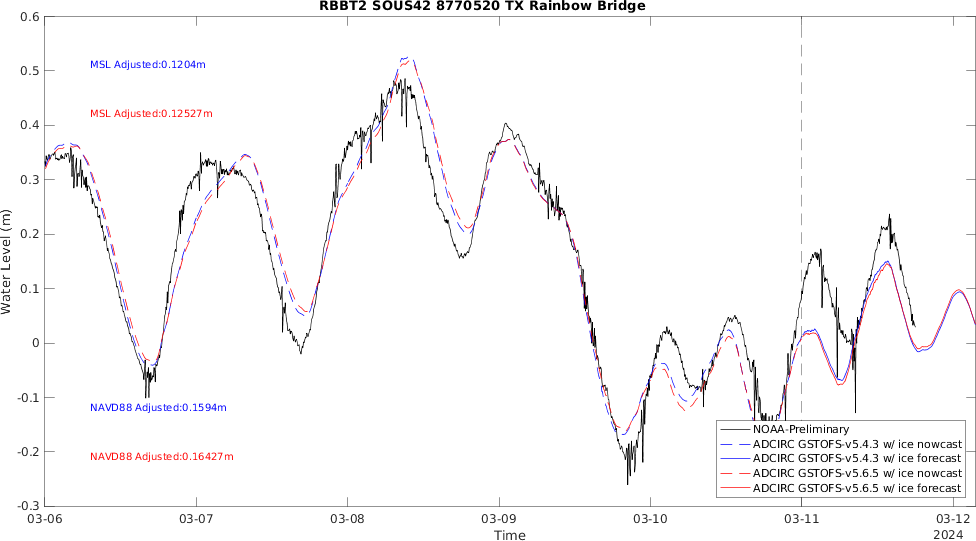 RBBT2 SOUS42 8770520 TX Rainbow Bridge
0.6
0.5
0.4
0.3
0.2
0.1
0
-0.1
-0.2
-0.3
Water Level (m)
MSL Adjusted:0.1204m
MSL Adjusted:0.12527m
NAVD88 Adjusted:0.1594m
NAVD88 Adjusted:0.16427m
NOAA-Preliminary
ADCIRC GSTOFS-v5.4.3 w/ ice nowcast
ADCIRC GSTOFS-v5.4.3 w/ ice forecast
ADCIRC GSTOFS-v5.6.5 w/ ice nowcast
ADCIRC GSTOFS-v5.6.5 w/ ice forecast
03-06 03-07 03-08 03-09 03-10 03-11 03-12
Time
2024